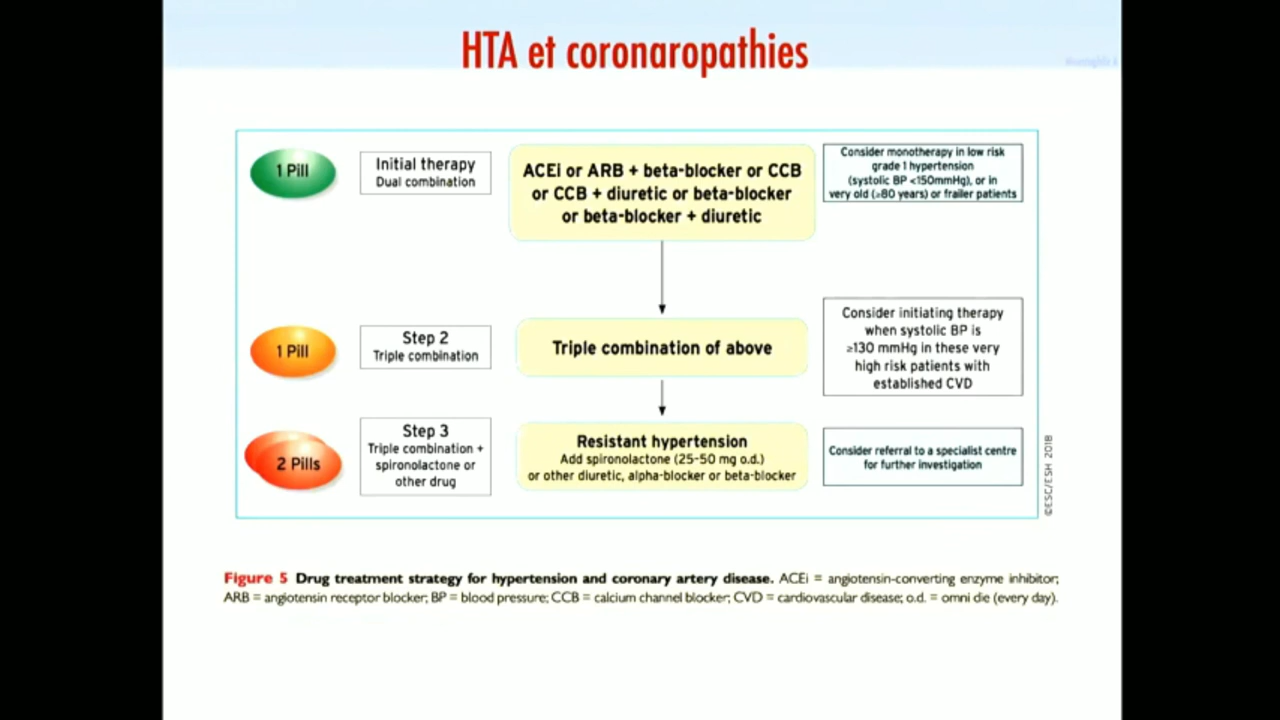 HTA et coronaropathies
1 Pill
Initial therapy
Dual combination
ACEi or ARB + beta-blocker or CCB
or CCB + diuretic or beta-blocker
or beta-blocker + diuretic
Consider monotherapy in low risk
grade 1 hypertension
(systolic BP <150mmHg), or in
very old (≥80 years) or frailer patients
1 Pill
Step 2
Triple combination
Triple combination of above
Consider initiating therapy
when systolic BP is
≥130 mmHg in these very
high risk patients with
established CVD
2 Pills
Step 3
Triple combination +
spironolactone or
other drug
Resistant hypertension
Add spironolactone (25-50 mg o.d.)
or other diuretic, alpha-blocker or beta-blocker
Consider referral to a specialist centre
for further investigation
©ESC/ESH 2018
Figure 5 Drug treatment strategy for hypertension and coronary artery disease. ACEi = angiotensin-converting enzyme inhibitor;
ARB = angiotensin receptor blocker; BP = blood pressure; CCB = calcium channel blocker; CVD = cardiovascular disease; o.d. = omni die (every day).